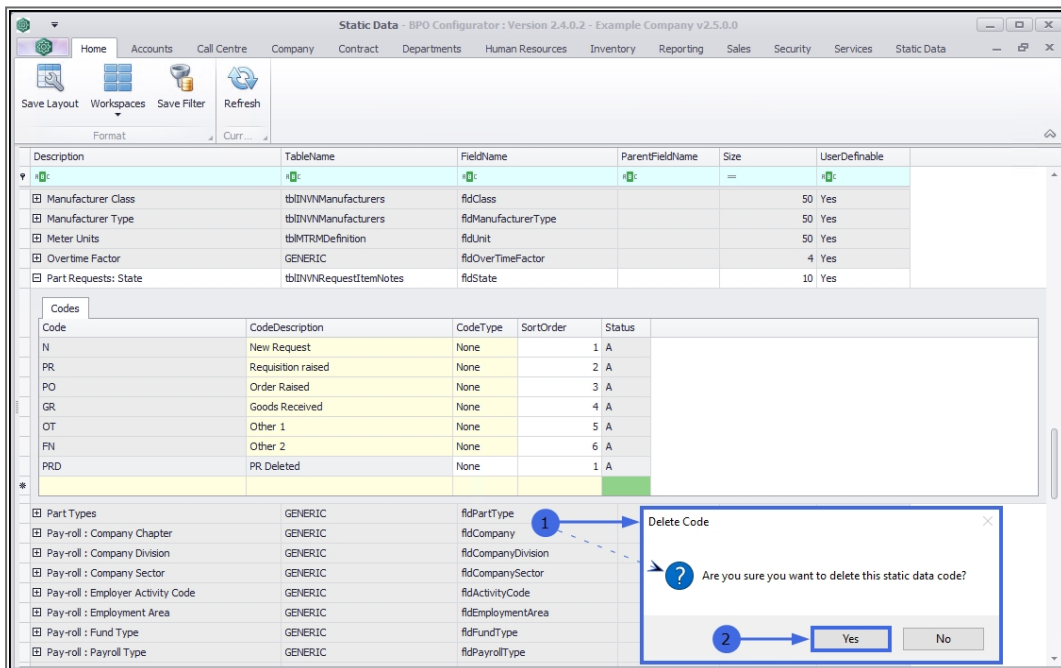 Static Data - BPO Configurator : Version 2.4.0.2 - Example Company v2.5.0.0
Home Accounts Call Centre Company Contract Departments Human Resources Inventory Reporting Sales Security Services Static Data
Save Layout Workspaces Save Filter Refresh
Format Curr...
Description TableName FieldName ParentFieldName Size UserDefinable
Manufacturer Class tblINVNManufacturers fldClass 50 Yes
Manufacturer Type tblINVNManufacturers fldManufacturerType 50 Yes
Meter Units tblMTRMDefinition fldUnit 50 Yes
Overtime Factor GENERIC fldOverTimeFactor 4 Yes
Part Requests: State tblINVNRequestItemNotes fldState 10 Yes
Codes
Code CodeDescription CodeType SortOrder Status
N New Request None 1 A
PR Requisition raised None 2 A
PO Order Raised None 3 A
GR Goods Received None 4 A
OT Other 1 None 5 A
FN Other 2 None 6 A
PRD PR Deleted None 1 A
Part Types GENERIC fldPartType
Pay-roll : Company Chapter GENERIC fldCompany
Pay-roll : Company Division GENERIC fldCompanyDivision
Pay-roll : Company Sector GENERIC fldCompanySector
Pay-roll : Employer Activity Code GENERIC fldActivityCode
Pay-roll : Employment Area GENERIC fldEmploymentArea
Pay-roll : Fund Type GENERIC fldFundType
Pay-roll : Payroll Type GENERIC fldPayrollType
1
Delete Code
Are you sure you want to delete this static data code?
2
Yes No